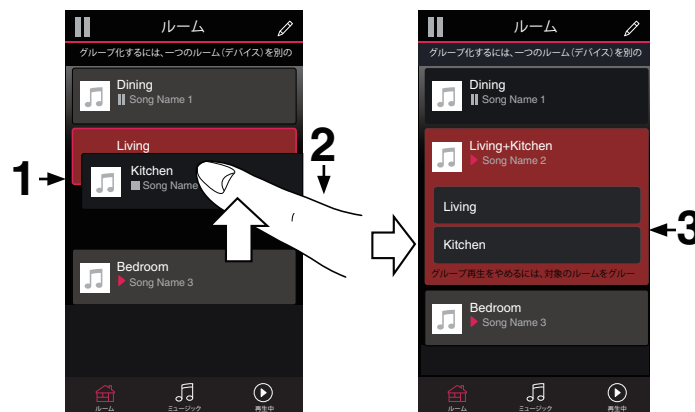 ルーム
グループ化するには、一つのルーム(デバイス)を別の
Dining
Song Name 1
Living
Kitchen
Song Name
Bedroom
Song Name 3
ルーム
ミュージック
再生中
1
2
ルーム
グループ化するには、一つのルーム(デバイス)を別の
Dining
Song Name 1
Living+Kitchen
Song Name 2
Living
Kitchen
グループ再生をやめるには、対象のルームをグルー
Bedroom
Song Name 3
ルーム
ミュージック
再生中
3